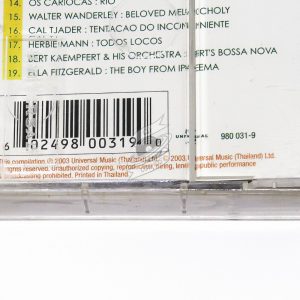 14. OS CARIOCAS : RIO
15. WALTER WANDERLEY : BELOVED MELANCHOLY
16. CAL TJADER : TENTACAO DO INCONVENIENTE
17. HERBIE MANN : TODOS LOCOS
18. BERT KAEMPFERT & HIS ORCHESTRA : BERT'S BOSSA NOVA
19. ELLA FITZGERALD : THE BOY FROM IPANEMA
6 02498 00319 0
UNIVERSAL
980 031-9
This compilation ℗ 2003 Universal Music (Thailand) Ltd. © 2003 Universal Music (Thailand) Ltd.
rights reserved. Unauthorized copying, reproduction, hiring, lending, public performance
broadcasting prohibited. Printed in Thailand.